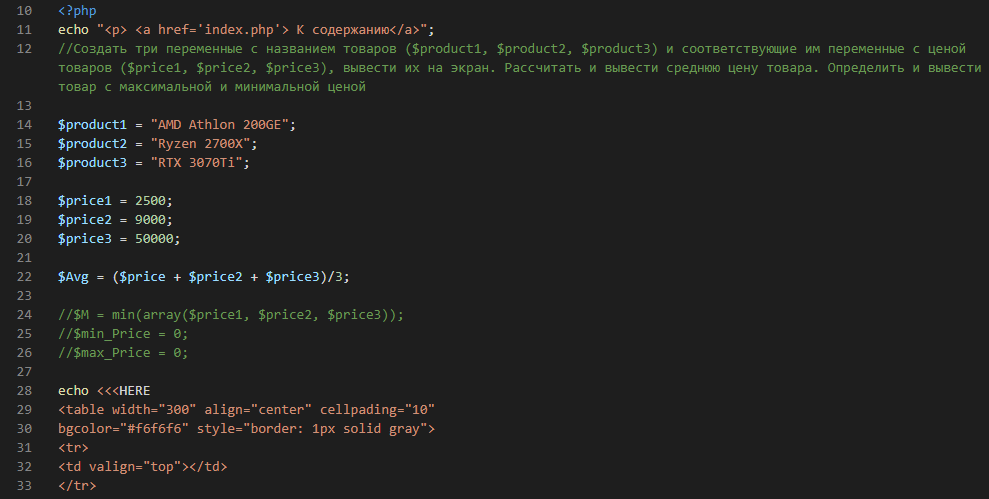 10 <?php
11 echo "<p> <a href='index.php'> К содержанию</a>";
12 //Создать три переменные с названием товаров ($product1, $product2, $product3) и соответствующие им переменные с ценой
товаров ($price1, $price2, $price3), вывести их на экран. Рассчитать и вывести среднюю цену товара. Определить и вывести
товар с максимальной и минимальной ценой
13
14 $product1 = "AMD Athlon 200GE";
15 $product2 = "Ryzen 2700X";
16 $product3 = "RTX 3070Ti";
17
18 $price1 = 2500;
19 $price2 = 9000;
20 $price3 = 50000;
21
22 $Avg = ($price + $price2 + $price3)/3;
23
24 //$M = min(array($price1, $price2, $price3));
25 //$min_Price = 0;
26 //$max_Price = 0;
27
28 echo <<<HERE
29 <table width="300" align="center" cellpading="10"
30 bgcolor="#f6f6f6" style="border: 1px solid gray">
31 <tr>
32 <td valign="top"></td>
33 </tr>